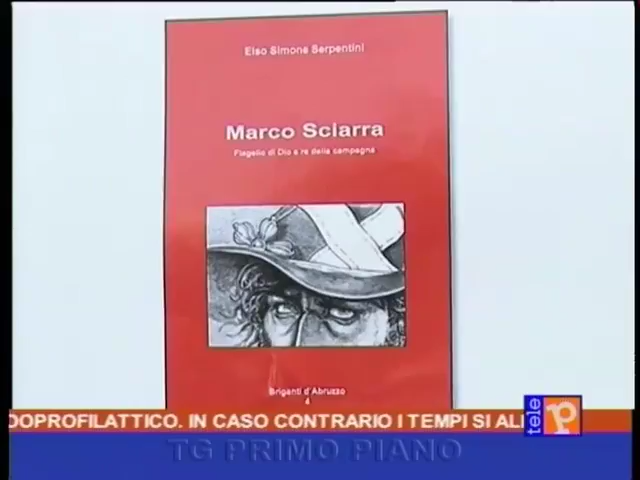 Elso Simone Serpentini
Marco Sciarra
Flagello di Dio e re della campagna
Briganti d'Abruzzo
4
OOPROFILATTICO. IN CASO CONTRARIO I TEMPI SI AL
tele p
TG PRIMO PIANO